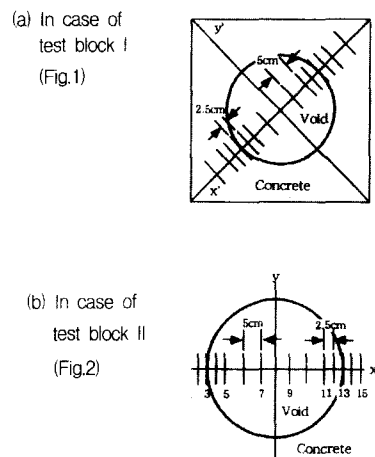 (a) In case of
test block I
(Fig.1)
y'
5cm
2.5cm
Void
x'
Concrete
(b) In case of
test block II
(Fig.2)
y
5cm
2.5cm
x
3 5 7 9 11 13 15
Void
Concrete